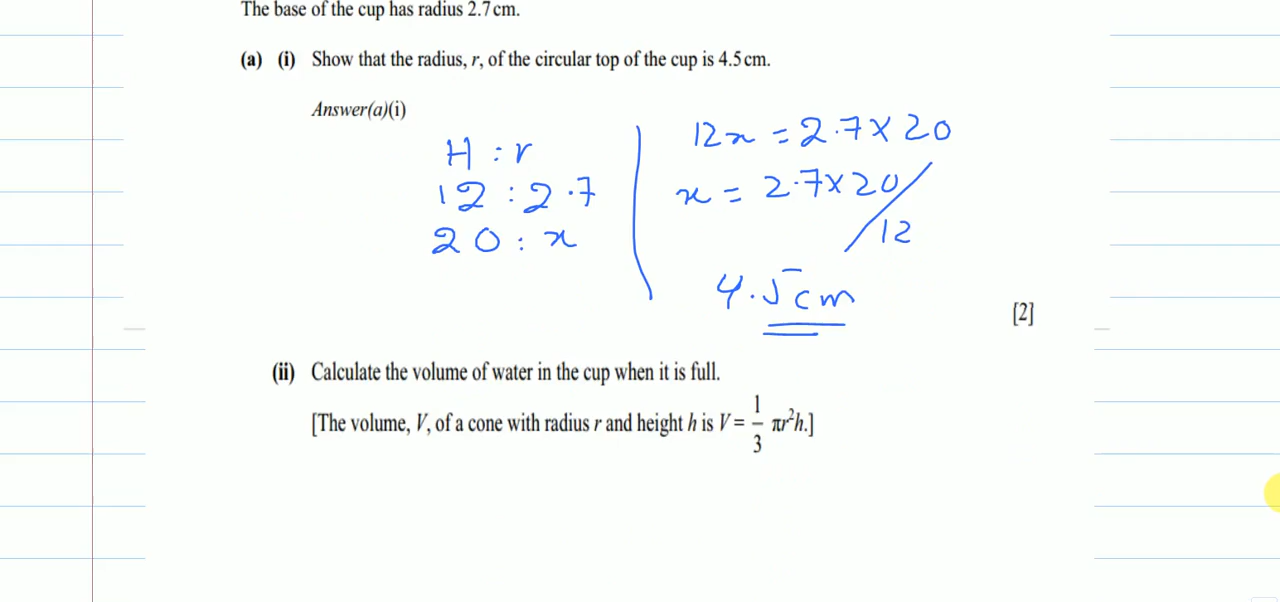 The base of the cup has radius 2.7 cm.
(a) (i) Show that the radius, r, of the circular top of the cup is 4.5 cm.
Answer(a)(i)
H : r
12 : 2.7
20 : x
12x = 2.7 × 20
x = 2.7 × 20 / 12
4.5 cm
[2]
(ii) Calculate the volume of water in the cup when it is full.
[The volume, V, of a cone with radius r and height h is V = 1/3 πr²h.]